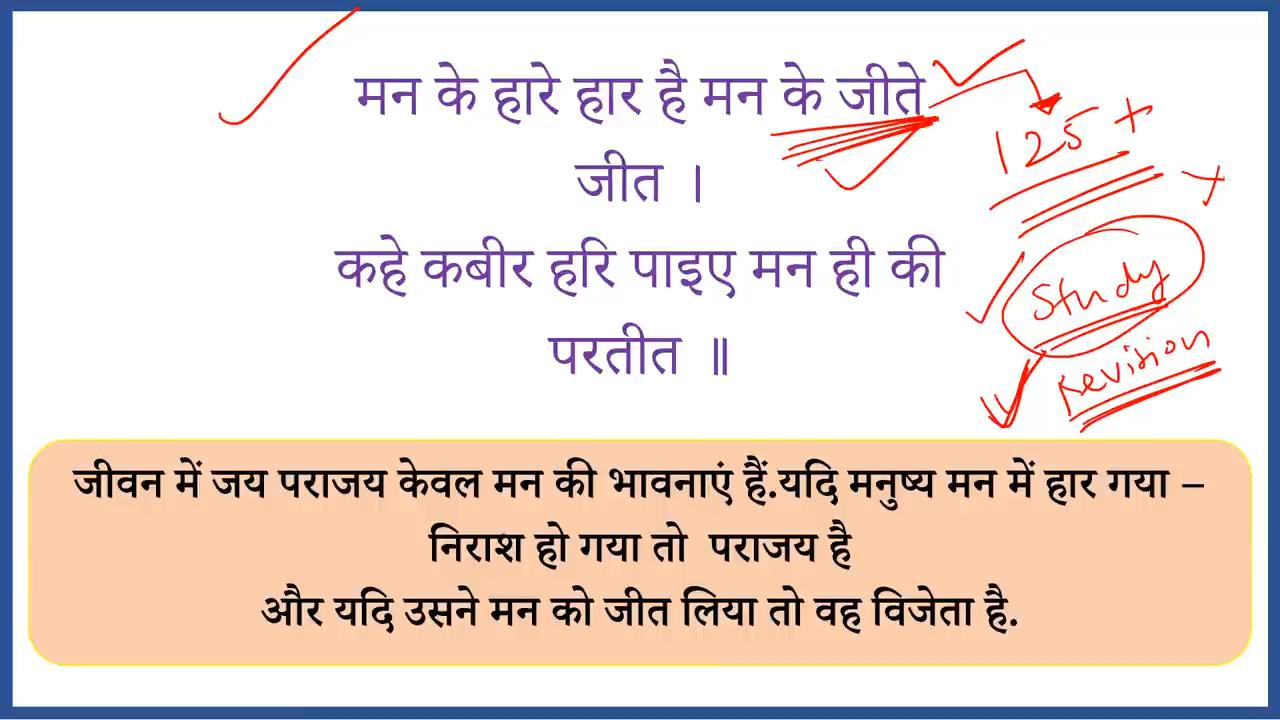 मन के हारे हार है मन के जीते
जीत ।
कहे कबीर हरि पाइए मन ही की
परतीत ॥
125 +
Study
Revision
जीवन में जय पराजय केवल मन की भावनाएं हैं.यदि मनुष्य मन में हार गया –
निराश हो गया तो पराजय है
और यदि उसने मन को जीत लिया तो वह विजेता है.